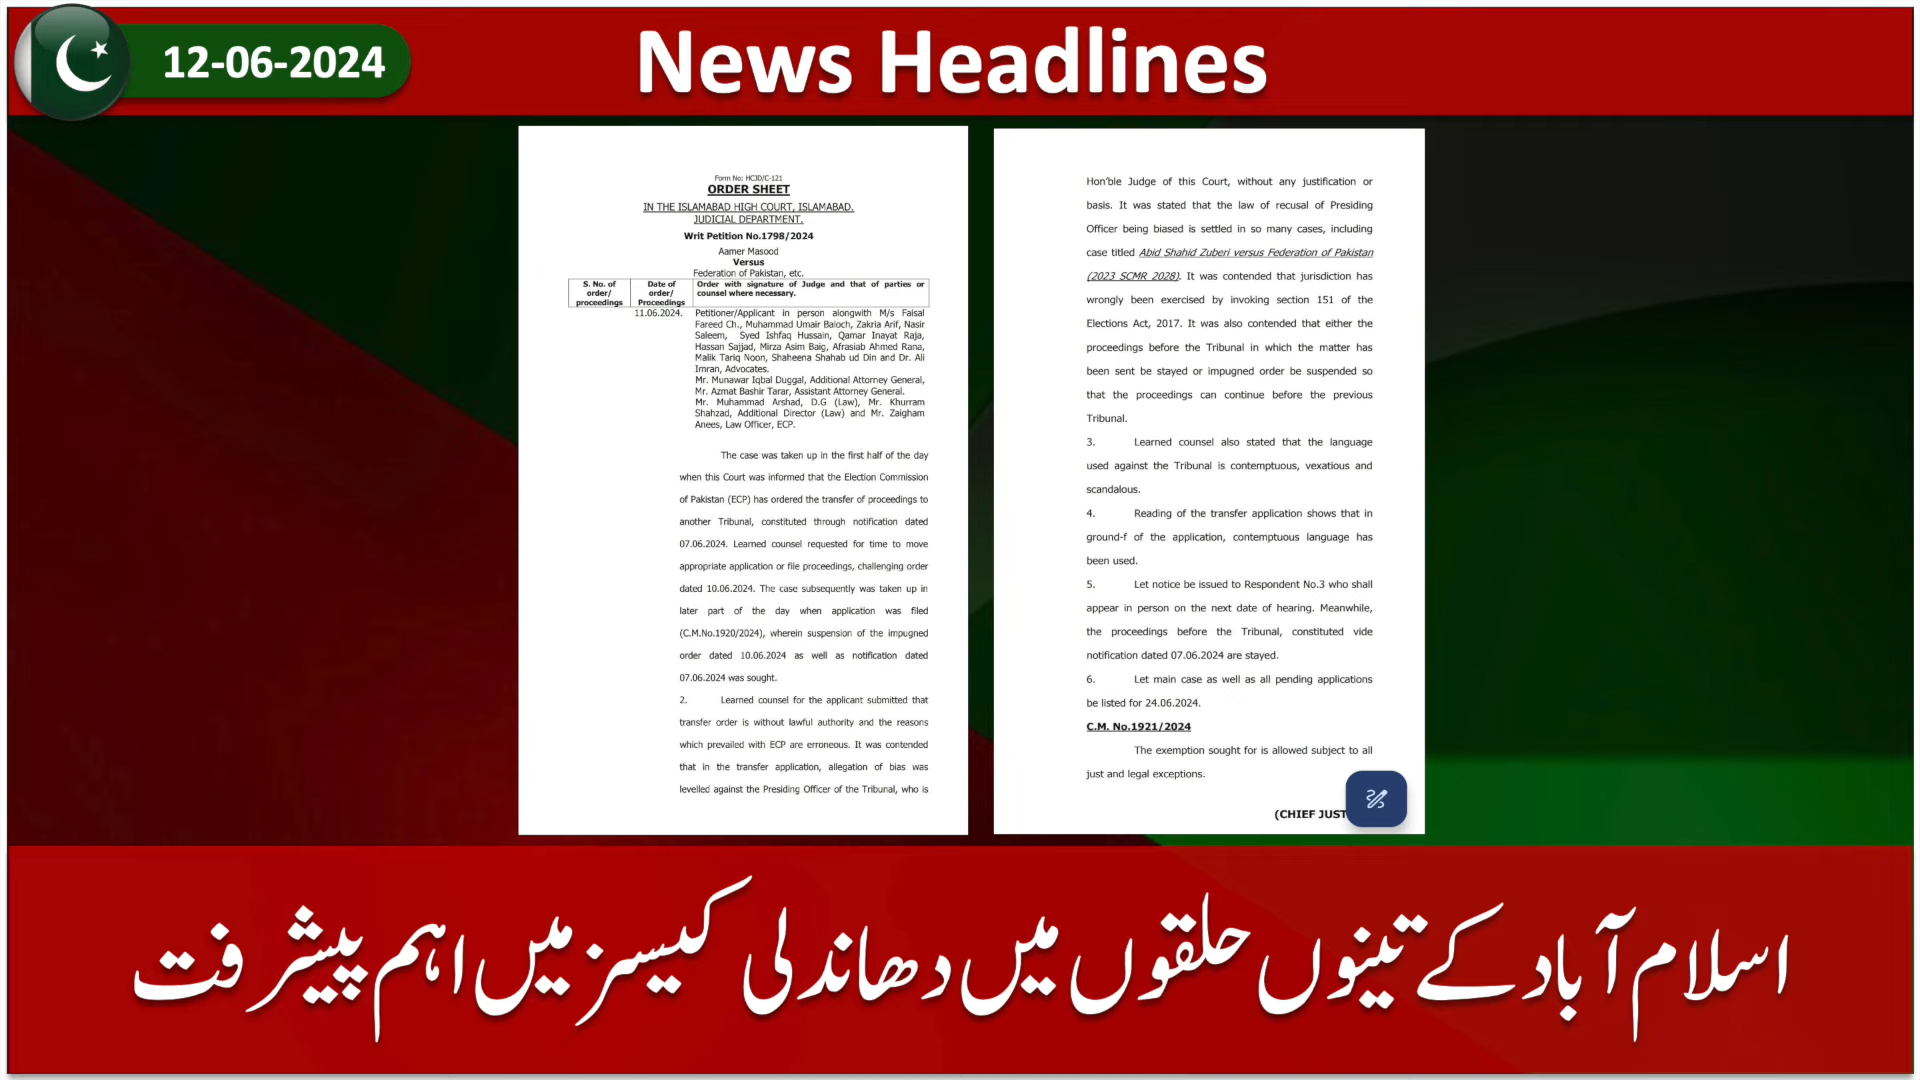 12-06-2024
News Headlines
Form No: HCJD/C-121
ORDER SHEET
IN THE ISLAMABAD HIGH COURT, ISLAMABAD.
JUDICIAL DEPARTMENT.
Writ Petition No.1798/2024
Aamer Masood
Versus
Federation of Pakistan, etc.
S. No. of order/ proceedings
Date of order/ Proceedings
Order with signature of Judge and that of parties or counsel where necessary.
11.06.2024.
Petitioner/Applicant in person alongwith M/s Faisal
Fareed Ch., Muhammad Umair Baloch, Zakria Arif, Nasir
Saleem, Syed Ishfaq Hussain, Qamar Inayat Raja,
Hassan Sajjad, Mirza Asim Baig, Afrasiab Ahmed Rana,
Malik Tariq Noon, Shaheena Shahab ud Din and Dr. Ali
Imran, Advocates.
Mr. Munawar Iqbal Duggal, Additional Attorney General,
Mr. Azmat Bashir Tarar, Assistant Attorney General.
Mr. Muhammad Arshad, D.G (Law), Mr. Khurram
Shahzad, Additional Director (Law) and Mr. Zaigham
Anees, Law Officer, ECP.
The case was taken up in the first half of the day
when this Court was informed that the Election Commission
of Pakistan (ECP) has ordered the transfer of proceedings to
another Tribunal, constituted through notification dated
07.06.2024. Learned counsel requested for time to move
appropriate application or file proceedings, challenging order
dated 10.06.2024. The case subsequently was taken up in
later part of the day when application was filed
(C.M.No.1920/2024), wherein suspension of the impugned
order dated 10.06.2024 as well as notification dated
07.06.2024 was sought.
2. Learned counsel for the applicant submitted that
transfer order is without lawful authority and the reasons
which prevailed with ECP are erroneous. It was contended
that in the transfer application, allegation of bias was
levelled against the Presiding Officer of the Tribunal, who is
Hon'ble Judge of this Court, without any justification or
basis. It was stated that the law of recusal of Presiding
Officer being biased is settled in so many cases, including
case titled Abid Shahid Zuberi versus Federation of Pakistan
(2023 SCMR 2028). It was contended that jurisdiction has
wrongly been exercised by invoking section 151 of the
Elections Act, 2017. It was also contended that either the
proceedings before the Tribunal in which the matter has
been sent be stayed or impugned order be suspended so
that the proceedings can continue before the previous
Tribunal.
3. Learned counsel also stated that the language
used against the Tribunal is contemptuous, vexatious and
scandalous.
4. Reading of the transfer application shows that in
ground-f of the application, contemptuous language has
been used.
5. Let notice be issued to Respondent No.3 who shall
appear in person on the next date of hearing. Meanwhile,
the proceedings before the Tribunal, constituted vide
notification dated 07.06.2024 are stayed.
6. Let main case as well as all pending applications
be listed for 24.06.2024.
C.M. No.1921/2024
The exemption sought for is allowed subject to all
just and legal exceptions.
(CHIEF JUST
اسلام آباد کے تینوں حلقوں میں دھاندلی کیسز میں اہم پیشرفت